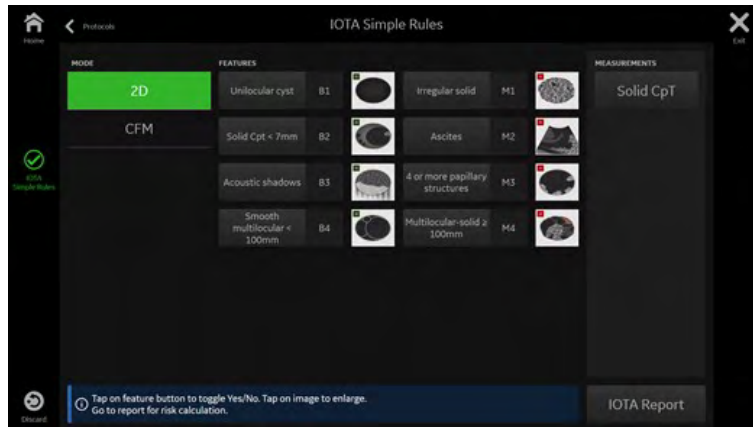 IOTA Simple Rules
Home
Protocols
Exit
MODE
FEATURES
MEASUREMENTS
2D
Unilocular cyst B1
Irregular solid M1
Solid CpT
CFM
Solid Cpt < 7mm B2
Ascites M2
IOTA
Simple Rules
Acoustic shadows B3
4 or more papillary
structures M3
Smooth
multilocular < B4
100mm
Multilocular-solid ≥
100mm M4
Tap on feature button to toggle Yes/No. Tap on image to enlarge.
Go to report for risk calculation.
IOTA Report
Discard